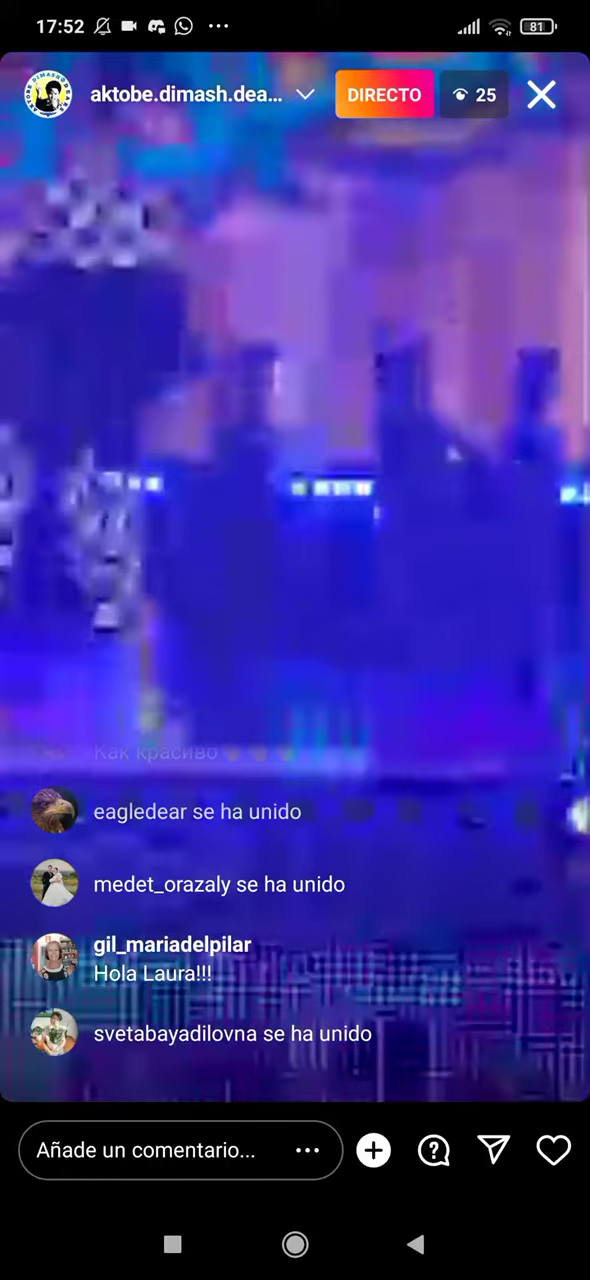 17:52
81
aktobe.dimash.dea...
DIRECTO
25
Как красиво
eagledear se ha unido
medet_orazaly se ha unido
gil_mariadelpilar
Hola Laura!!!
svetabayadilovna se ha unido
Añade un comentario...